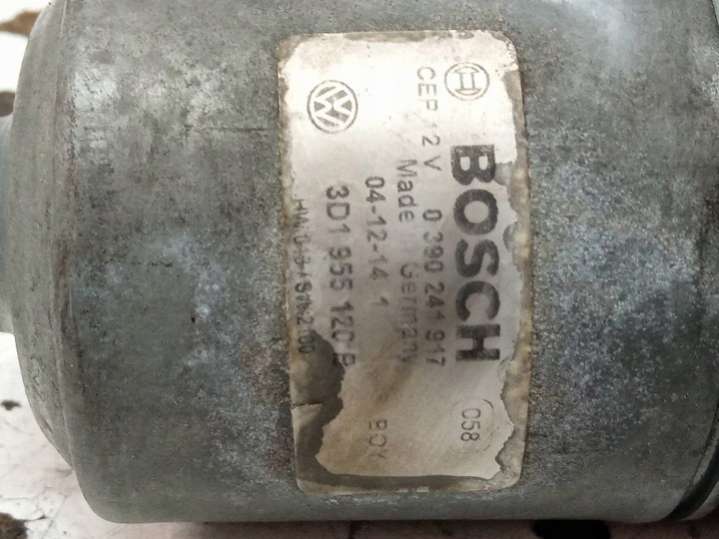 BOSCH
CEP 12 V 0 390 241 917
Made Germany 058
04-12-14 1
3D1 955 120 B